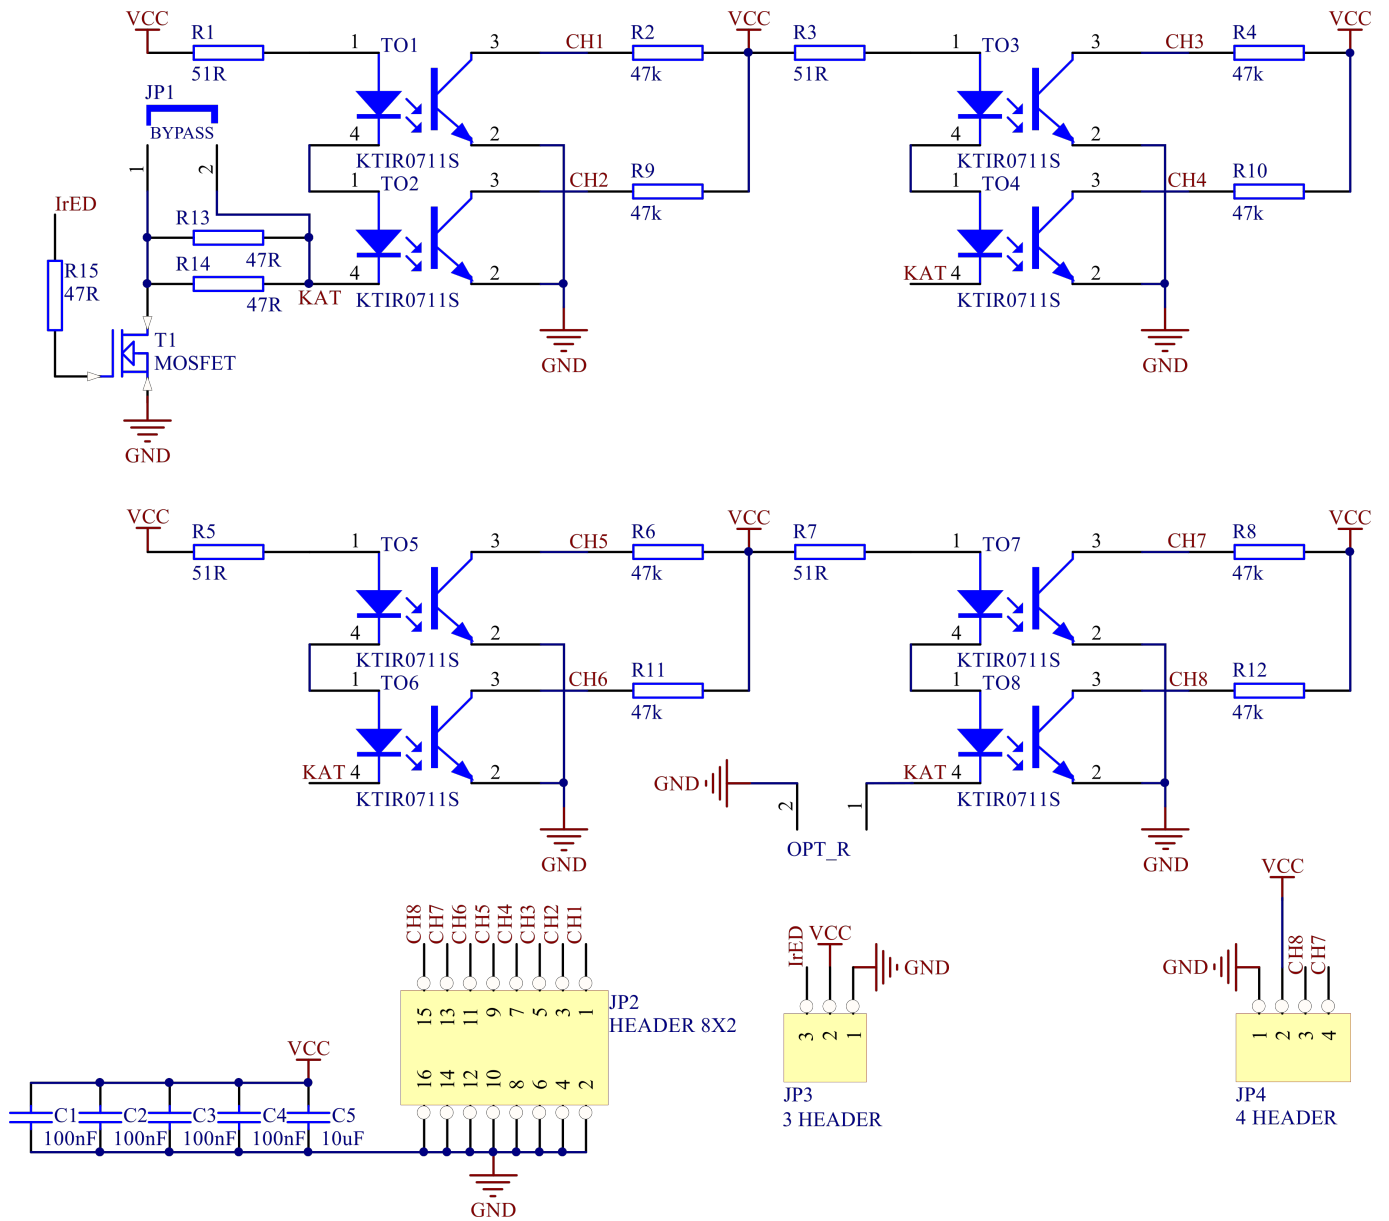 VCC VCC VCC
R1 1 TO1 3 CH1 R2 R3 1 TO3 3 CH3 R4
51R 47k 51R 47k
JP1
BYPASS 4 2 4 2
KTIR0711S KTIR0711S
1 2 1 TO2 3 CH2 R9 1 TO4 3 CH4 R10
47k 47k
IrED
R13
47R
R15 R14 4 2 KAT 4 2
47R 47R KAT KTIR0711S KTIR0711S
T1
MOSFET GND GND
GND
VCC VCC VCC
R5 1 TO5 3 CH5 R6 R7 1 TO7 3 CH7 R8
51R 47k 51R 47k
4 2 4 2
KTIR0711S KTIR0711S
1 TO6 3 CH6 R11 1 TO8 3 CH8 R12
47k 47k
KAT 4 2 GND KAT 4 2
KTIR0711S 2 1 KTIR0711S
OPT_R
GND GND
VCC
CH8 CH7 CH6 CH5 CH4 CH3 CH2 CH1
IrED VCC GND
GND CH8 CH7
15 13 11 9 7 5 3 1 JP2
HEADER 8X2
3 2 1
1 2 3 4
16 14 12 10 8 6 4 2
JP3
3 HEADER
JP4
4 HEADER
VCC
C1 C2 C3 C4 C5
100nF 100nF 100nF 100nF 10uF
GND